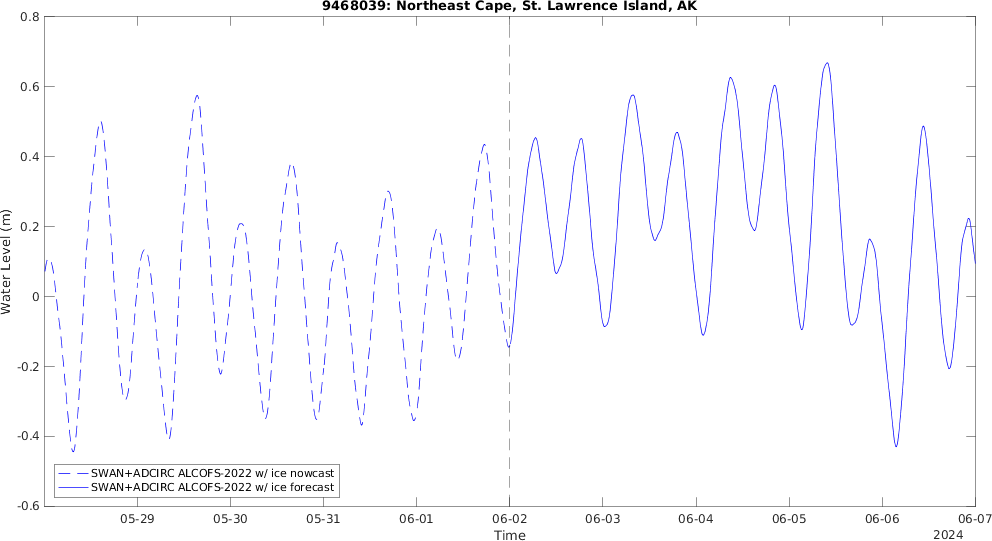 9468039: Northeast Cape, St. Lawrence Island, AK
0.8
0.6
0.4
0.2
0
-0.2
-0.4
-0.6
Water Level (m)
SWAN+ADCIRC ALCOFS-2022 w/ ice nowcast
SWAN+ADCIRC ALCOFS-2022 w/ ice forecast
05-29 05-30 05-31 06-01 06-02 06-03 06-04 06-05 06-06 06-07
Time
2024